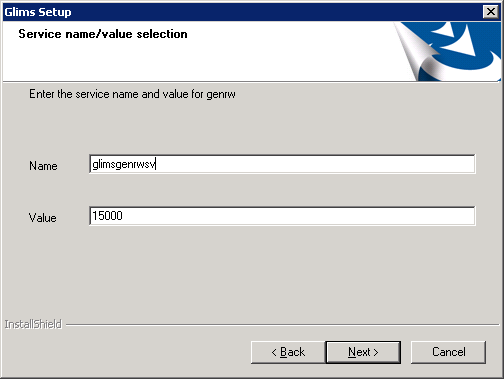 Glims Setup
Service name/value selection
Enter the service name and value for genrw
Name glimsgenrwsv
Value 15000
InstallShield
< Back Next > Cancel